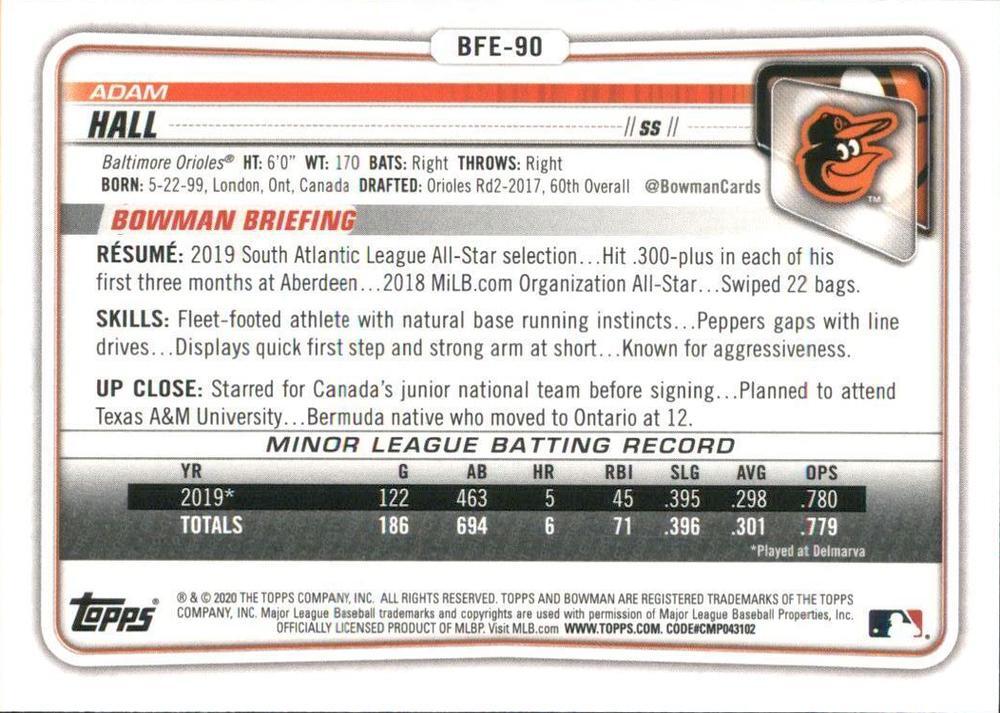 BFE-90
ADAM
HALL // SS //
Baltimore Orioles® HT: 6'0" WT: 170 BATS: Right THROWS: Right
BORN: 5-22-99, London, Ont, Canada DRAFTED: Orioles Rd2-2017, 60th Overall @BowmanCards
TM
BOWMAN BRIEFING
RÉSUMÉ: 2019 South Atlantic League All-Star selection...Hit .300-plus in each of his
first three months at Aberdeen...2018 MiLB.com Organization All-Star...Swiped 22 bags.
SKILLS: Fleet-footed athlete with natural base running instincts...Peppers gaps with line
drives...Displays quick first step and strong arm at short...Known for aggressiveness.
UP CLOSE: Starred for Canada's junior national team before signing...Planned to attend
Texas A&M University...Bermuda native who moved to Ontario at 12.
MINOR LEAGUE BATTING RECORD
YR G AB HR RBI SLG AVG OPS
2019* 122 463 5 45 .395 .298 .780
TOTALS 186 694 6 71 .396 .301 .779
*Played at Delmarva
TOPPS®
® & © 2020 THE TOPPS COMPANY, INC. ALL RIGHTS RESERVED. TOPPS AND BOWMAN ARE REGISTERED TRADEMARKS OF THE TOPPS
COMPANY, INC. Major League Baseball trademarks and copyrights are used with permission of Major League Baseball Properties, Inc.
OFFICIALLY LICENSED PRODUCT OF MLBP. Visit MLB.com WWW.TOPPS.COM. CODE#CMP043102